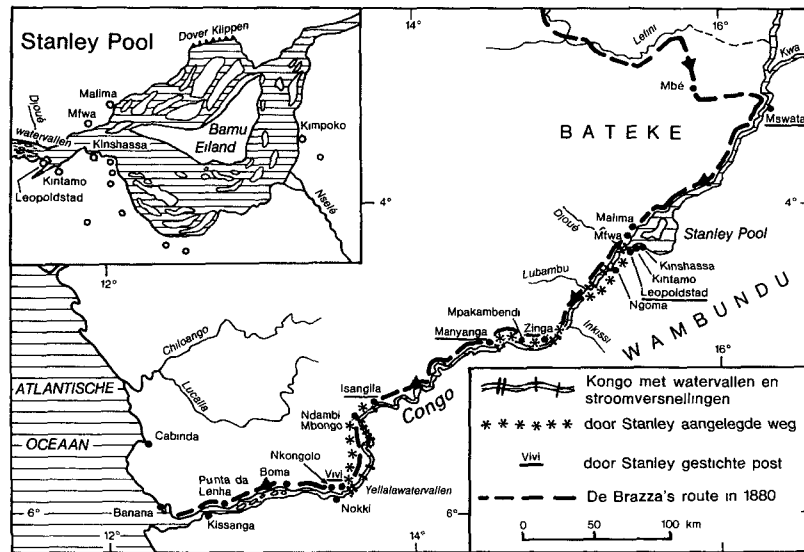 Stanley Pool
Dover Klippen
Malima
Mfwa
Djoué
watervallen
Kinshassa
Bamu
Eiland
Kimpoko
Kintamo
Leopoldstad
Nselé
14°
16°
4°
Lefini
Kwa
Mbé
Mswata
BATEKE
4°
Malima
Djoué
Mfwa
Stanley Pool
Kinshassa
Kintamo
Leopoldstad
Lubambu
Ngoma
WAMBUNDU
Mpakambendi
Manyanga
Zinga
Inkissi
16°
12°
Chiloango
Lucalla
ATLANTISCHE
OCEAAN
Cabinda
Isangila
Congo
Ndambi
Mbongo
Nkongolo
Vivi
Boma
Punta da
Lenha
Banana
Kissanga
Nokki
Yellalawatervallen
6°
12°
14°
6°
Kongo met watervallen en
stroomversnellingen
door Stanley aangelegde weg
Vivi door Stanley gestichte post
De Brazza's route in 1880
0 50 100 km